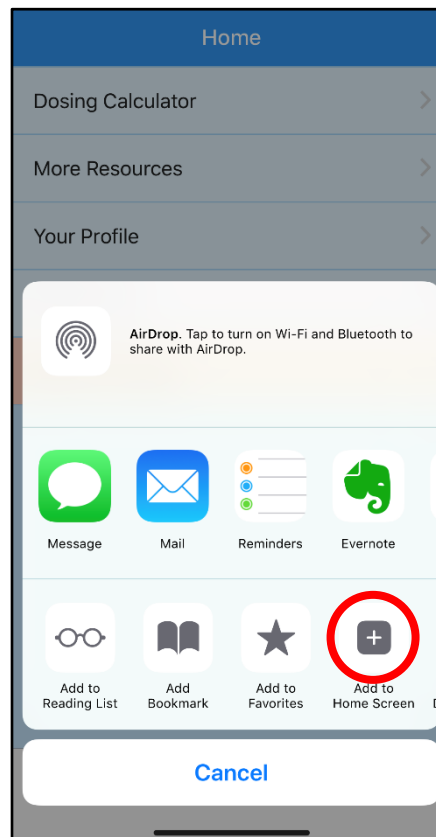 Home
Dosing Calculator
More Resources
Your Profile
AirDrop. Tap to turn on Wi-Fi and Bluetooth to
share with AirDrop.
Message Mail Reminders Evernote
Add to Add Add to Add to
Reading List Bookmark Favorites Home Screen
Cancel